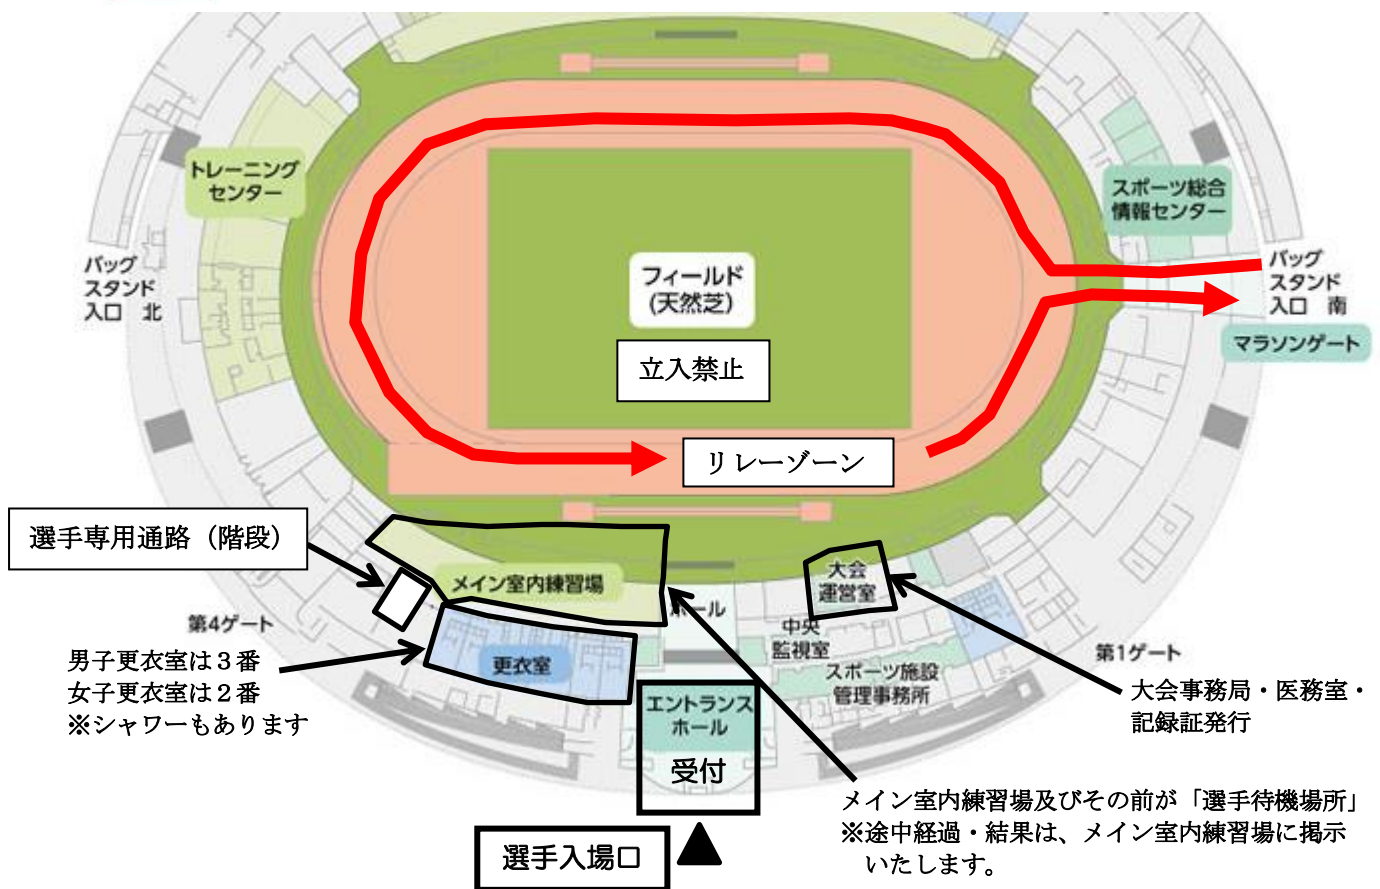 トレーニング
センター
スポーツ総合
情報センター
バッグ
スタンド
入口 北
フィールド
(天然芝)
バッグ
スタンド
入口 南
立入禁止
マラソンゲート
リレーゾーン
選手専用通路（階段）
メイン室内練習場
大会
運営室
ホール
第4ゲート
中央
監視室
第1ゲート
男子更衣室は３番
女子更衣室は２番
※シャワーもあります
更衣室
スポーツ施設
管理事務所
大会事務局・医務室・
記録証発行
エントランス
ホール
受付
メイン室内練習場及びその前が「選手待機場所」
※途中経過・結果は、メイン室内練習場に掲示
いたします。
選手入場口